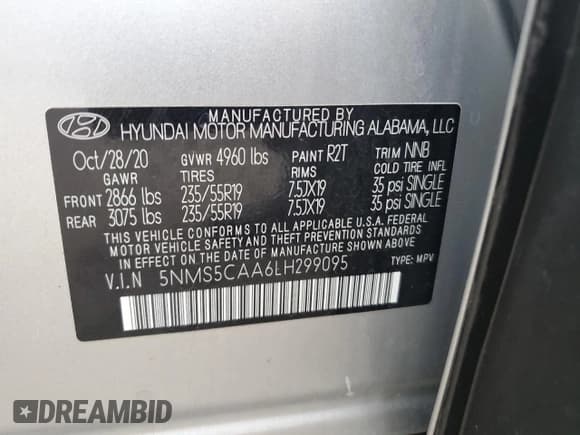 MANUFACTURED BY
HYUNDAI MOTOR MANUFACTURING ALABAMA, LLC
Oct/28/20 GVWR 4960 lbs PAINT R2T TRIM NNB
GAWR TIRES RIMS COLD TIRE INFL
FRONT 2866 lbs 235/55R19 7.5JX19 35 psi SINGLE
REAR 3075 lbs 235/55R19 7.5JX19 35 psi SINGLE
THIS VEHICLE CONFORMS TO ALL APPLICABLE U.S.A. FEDERAL
MOTOR VEHICLE SAFETY, BUMPER, AND THEFT PREVENTION STANDARDS
IN EFFECT ON THE DATE OF MANUFACTURE SHOWN ABOVE.
V.I.N 5NMS5CAA6LH299095 TYPE: MPV
DREAMBID